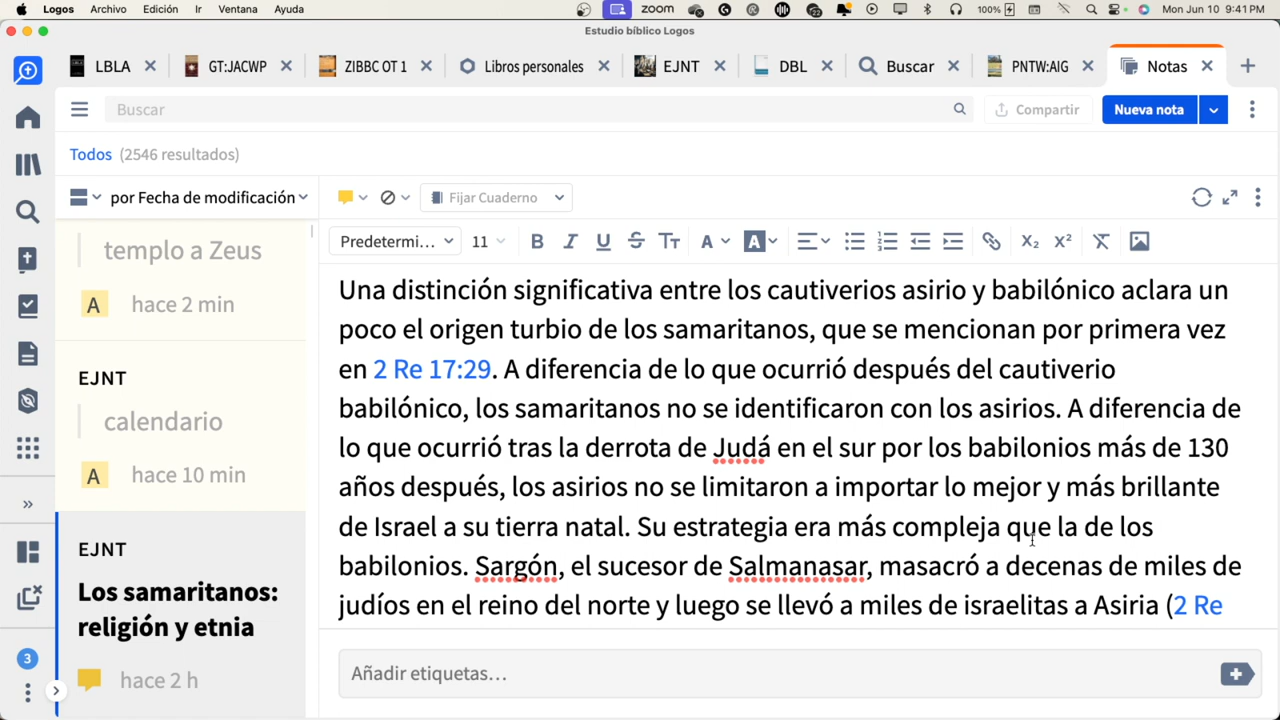 Logos Archivo Edición Ir Ventana Ayuda zoom 100% Mon Jun 10 9:41 PM
Estudio bíblico Logos
LBLA GT:JACWP ZIBBC OT 1 Libros personales EJNT DBL Buscar PNTW:AIG Notas
Buscar Compartir Nueva nota
Todos (2546 resultados)
por Fecha de modificación Fijar Cuaderno
Predetermi... 11
templo a Zeus
A hace 2 min
EJNT
calendario
A hace 10 min
EJNT
Los samaritanos:
religión y etnia
hace 2 h
3
Una distinción significativa entre los cautiverios asirio y babilónico aclara un
poco el origen turbio de los samaritanos, que se mencionan por primera vez
en 2 Re 17:29. A diferencia de lo que ocurrió después del cautiverio
babilónico, los samaritanos no se identificaron con los asirios. A diferencia de
lo que ocurrió tras la derrota de Judá en el sur por los babilonios más de 130
años después, los asirios no se limitaron a importar lo mejor y más brillante
de Israel a su tierra natal. Su estrategia era más compleja que la de los
babilonios. Sargón, el sucesor de Salmanasar, masacró a decenas de miles de
judíos en el reino del norte y luego se llevó a miles de israelitas a Asiria (2 Re
Añadir etiquetas…